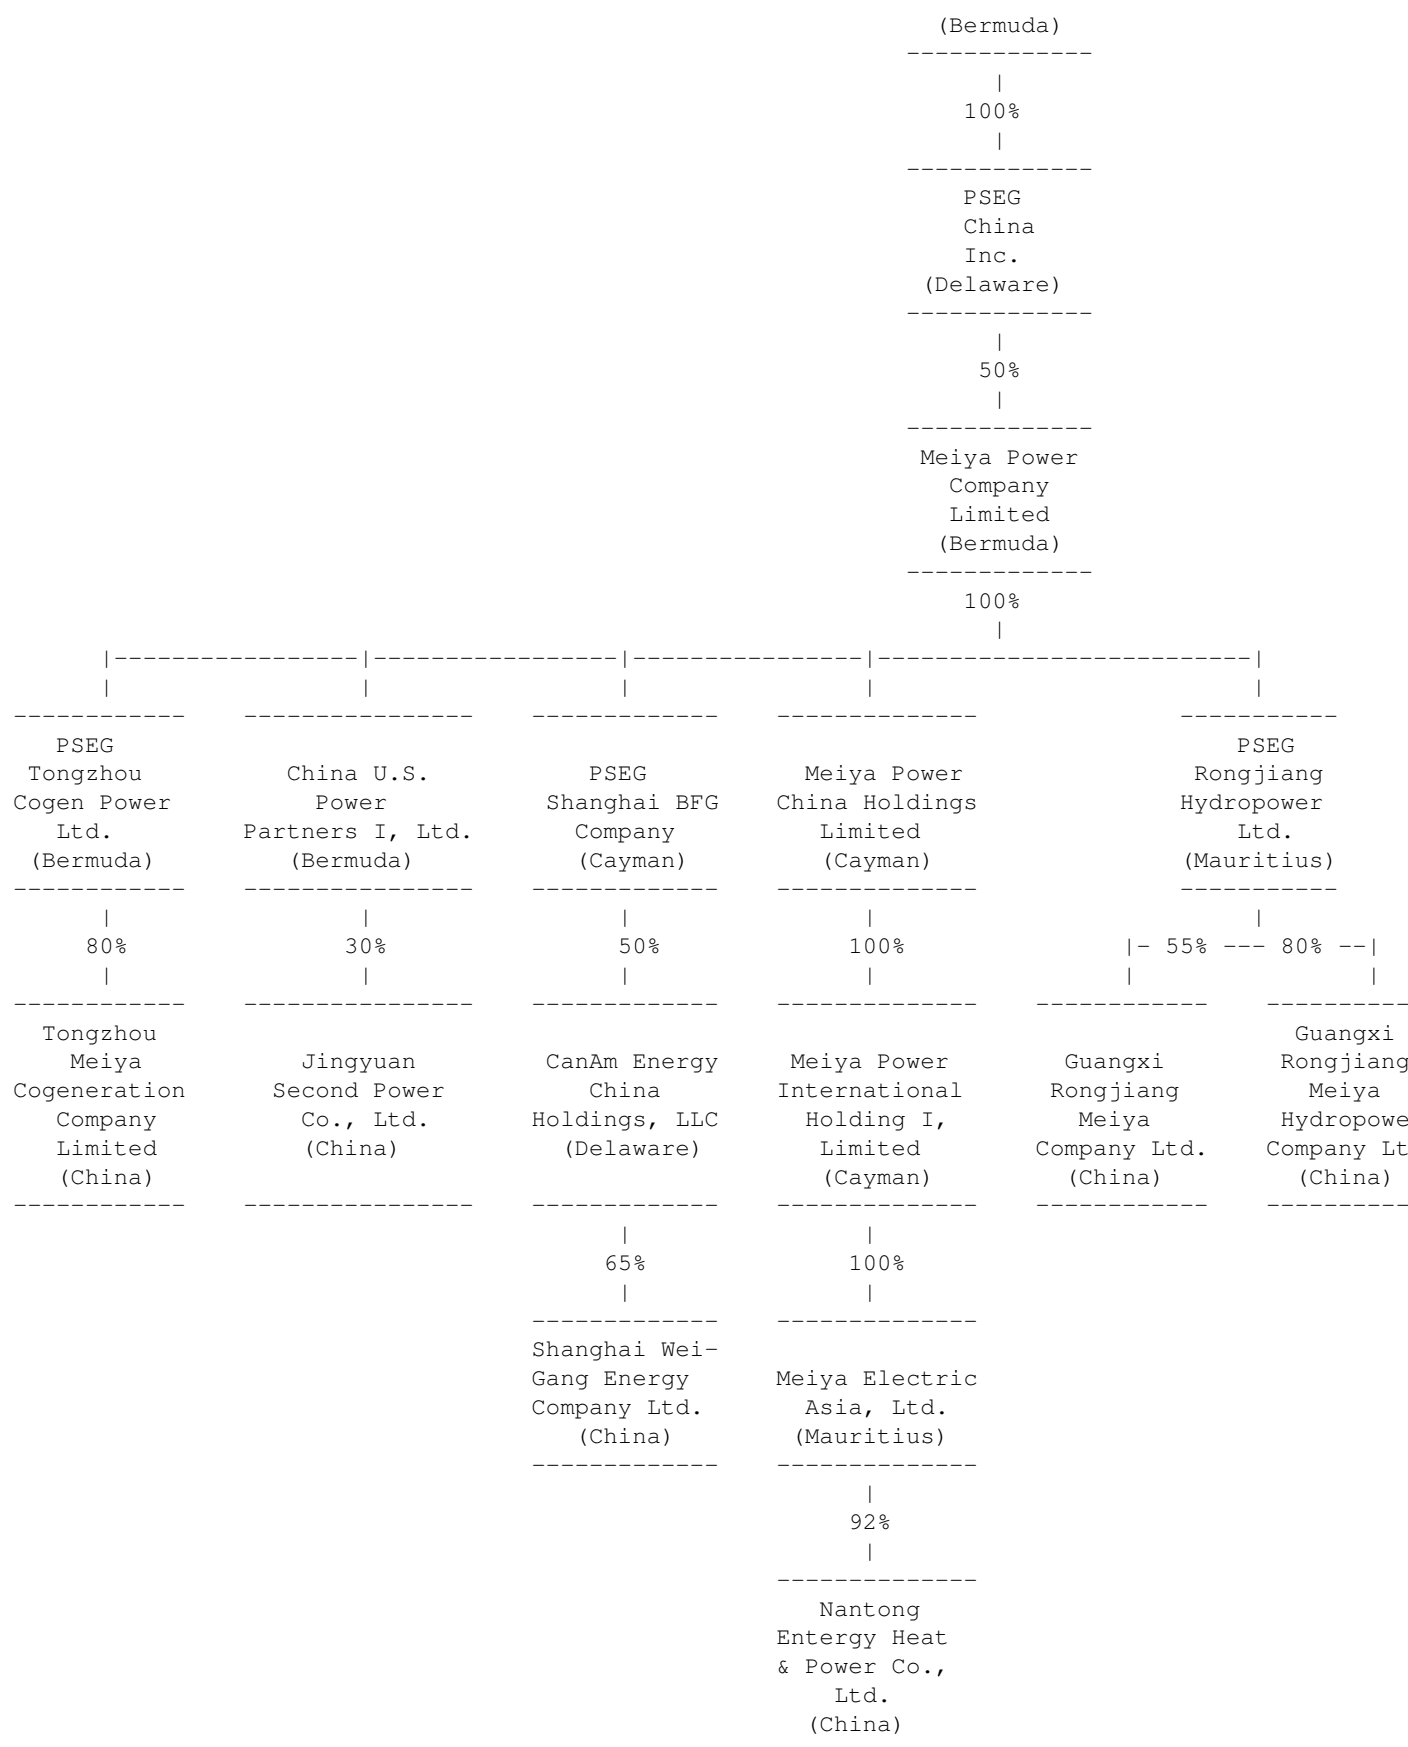 (Bermuda)
-------------
|
100%
|
-------------
PSEG
China
Inc.
(Delaware)
-------------
|
50%
|
-------------
Meiya Power
Company
Limited
(Bermuda)
-------------
100%
|
|-----------------|-----------------|----------------|--------------------------|
| | | | |
------------ ---------------- ------------- -------------- -----------
PSEG PSEG
Tongzhou China U.S. PSEG Meiya Power Rongjiang
Cogen Power Power Shanghai BFG China Holdings Hydropower
Ltd. Partners I, Ltd. Company Limited Ltd.
(Bermuda) (Bermuda) (Cayman) (Cayman) (Mauritius)
------------ ---------------- ------------- -------------- -----------
| | | | |
80% 30% 50% 100% |- 55% --- 80% --|
| | | | | |
------------ ---------------- ------------- -------------- ------------ ----------
Tongzhou Guangxi
Meiya Jingyuan CanAm Energy Meiya Power Guangxi Rongjiang
Cogeneration Second Power China International Rongjiang Meiya
Company Co., Ltd. Holdings, LLC Holding I, Meiya Hydropowe
Limited (China) (Delaware) Limited Company Ltd. Company Lt
(China) (Cayman) (China) (China)
------------ ---------------- ------------- -------------- ------------ ----------
| |
65% 100%
| |
------------- --------------
Shanghai Wei-
Gang Energy Meiya Electric
Company Ltd. Asia, Ltd.
(China) (Mauritius)
------------- --------------
|
92%
|
--------------
Nantong
Entergy Heat
& Power Co.,
Ltd.
(China)